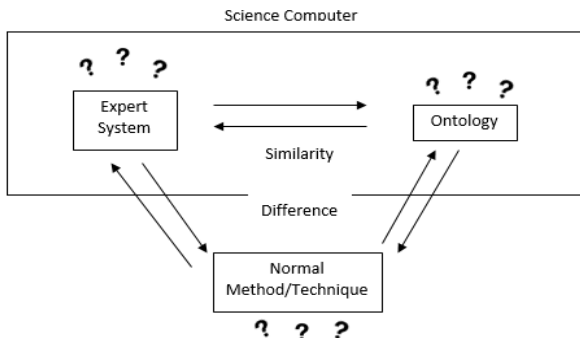 Science Computer
? ? ?
? ? ?
Expert
System
Ontology
Similarity
Difference
Normal
Method/Technique
? ? ?